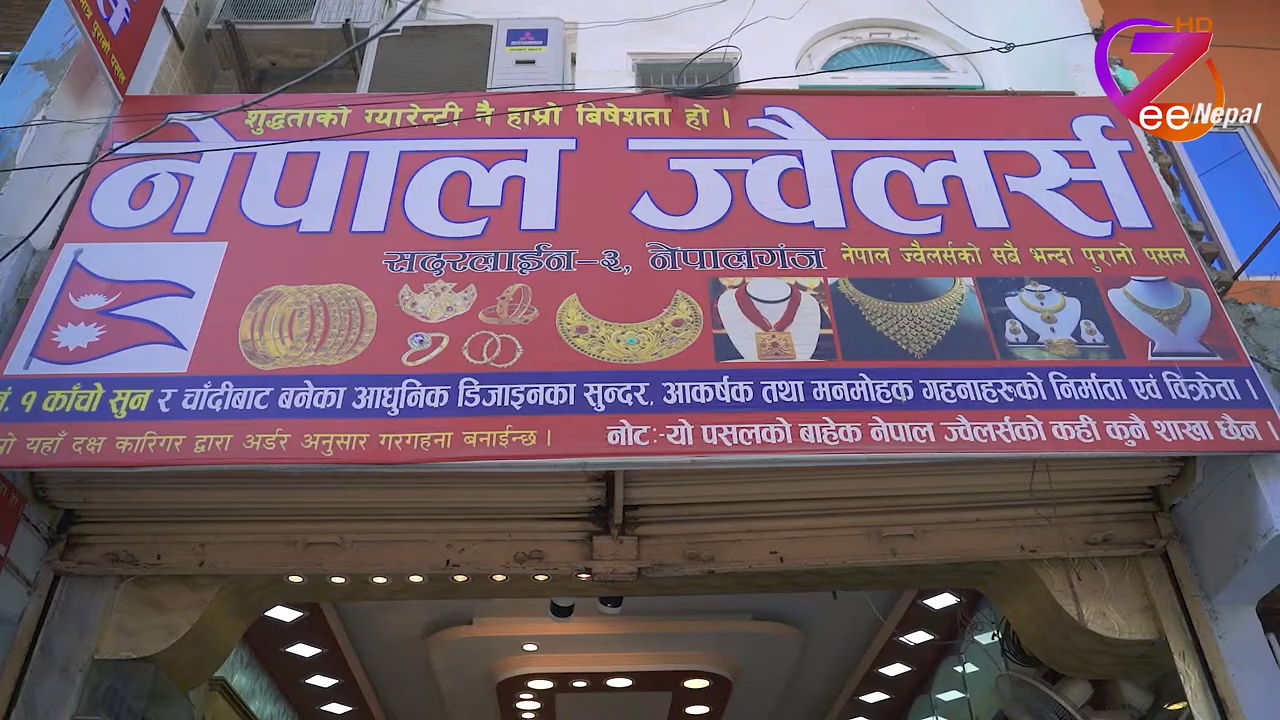 शुद्धताको ग्यारेन्टी नै हाम्रो बिषेशता हो ।
नेपाल ज्वैलर्स
सदरलाईन-३, नेपालगंज
नेपाल ज्वैलर्सको सबै भन्दा पुरानो पसल
नं. १ काँचो सुन र चाँदीबाट बनेका आधुनिक डिजाइनका सुन्दर, आकर्षक तथा मनमोहक गहनाहरुको निर्माता एवं विक्रेता ।
यहाँ दक्ष कारिगर द्वारा अर्डर अनुसार गरगहना बनाईन्छ ।
नोटः-यो पसलको बाहेक नेपाल ज्वैलर्सको कही कुनै शाखा छैन ।
HD
Zee Nepal